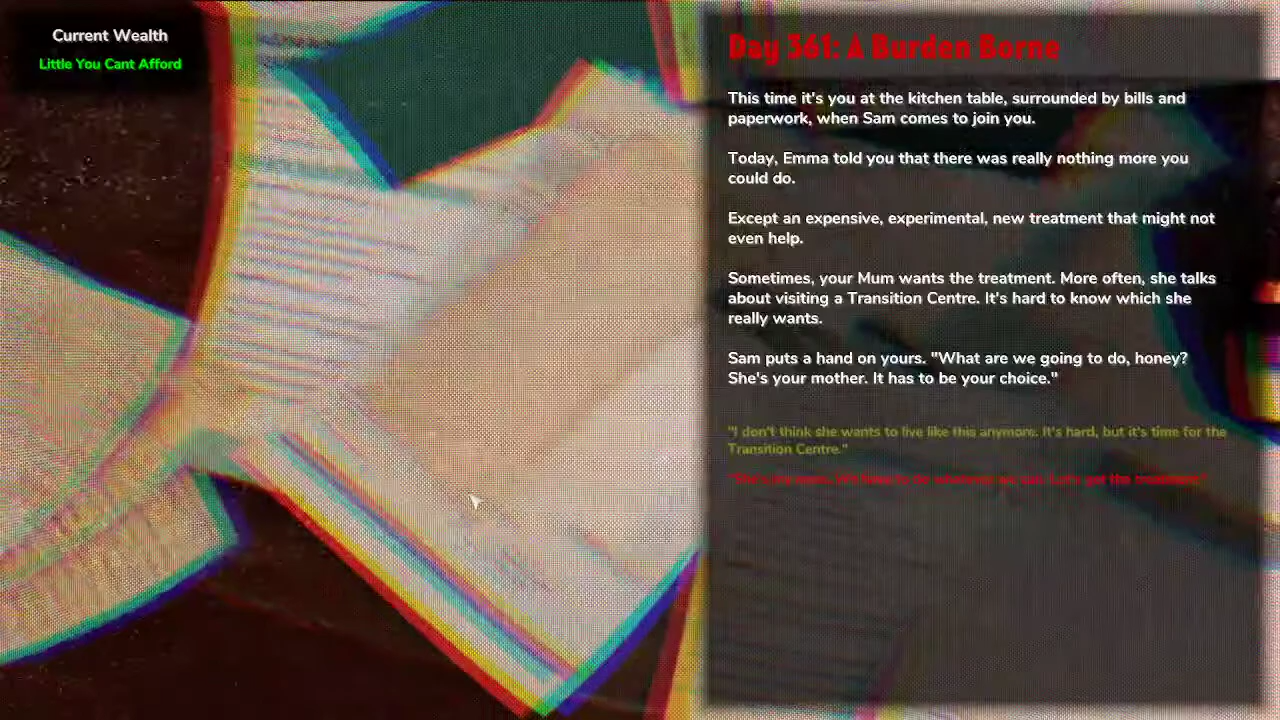 Current Wealth
Little You Cant Afford
Day 361: A Burden Borne
This time it's you at the kitchen table, surrounded by bills and
paperwork, when Sam comes to join you.
Today, Emma told you that there was really nothing more you
could do.
Except an expensive, experimental, new treatment that might not
even help.
Sometimes, your Mum wants the treatment. More often, she talks
about visiting a Transition Centre. It's hard to know which she
really wants.
Sam puts a hand on yours. "What are we going to do, honey?
She's your mother. It has to be your choice."
"I don't think she wants to live like this anymore. It's hard, but it's time for the
Transition Centre."